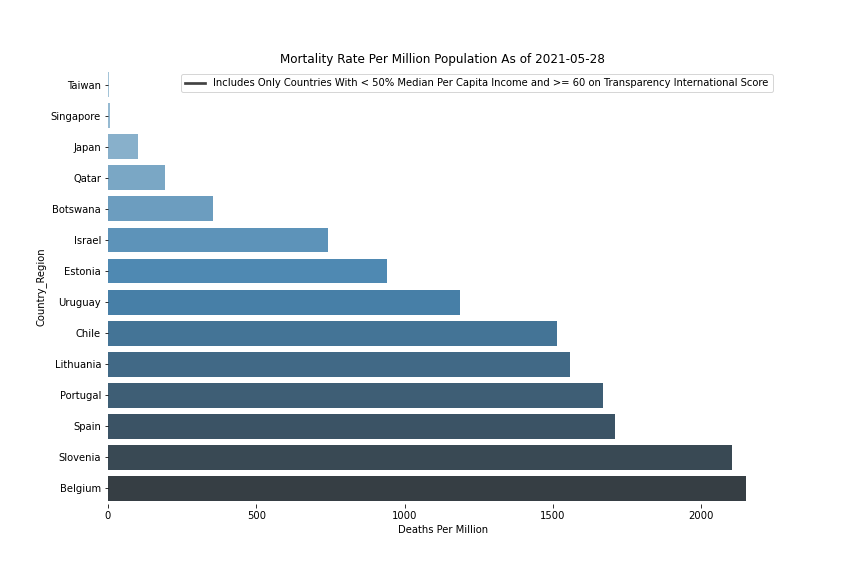 Mortality Rate Per Million Population As of 2021-05-28
Includes Only Countries With < 50% Median Per Capita Income and >= 60 on Transparency International Score
Country_Region
Taiwan
Singapore
Japan
Qatar
Botswana
Israel
Estonia
Uruguay
Chile
Lithuania
Portugal
Spain
Slovenia
Belgium
0 500 1000 1500 2000
Deaths Per Million